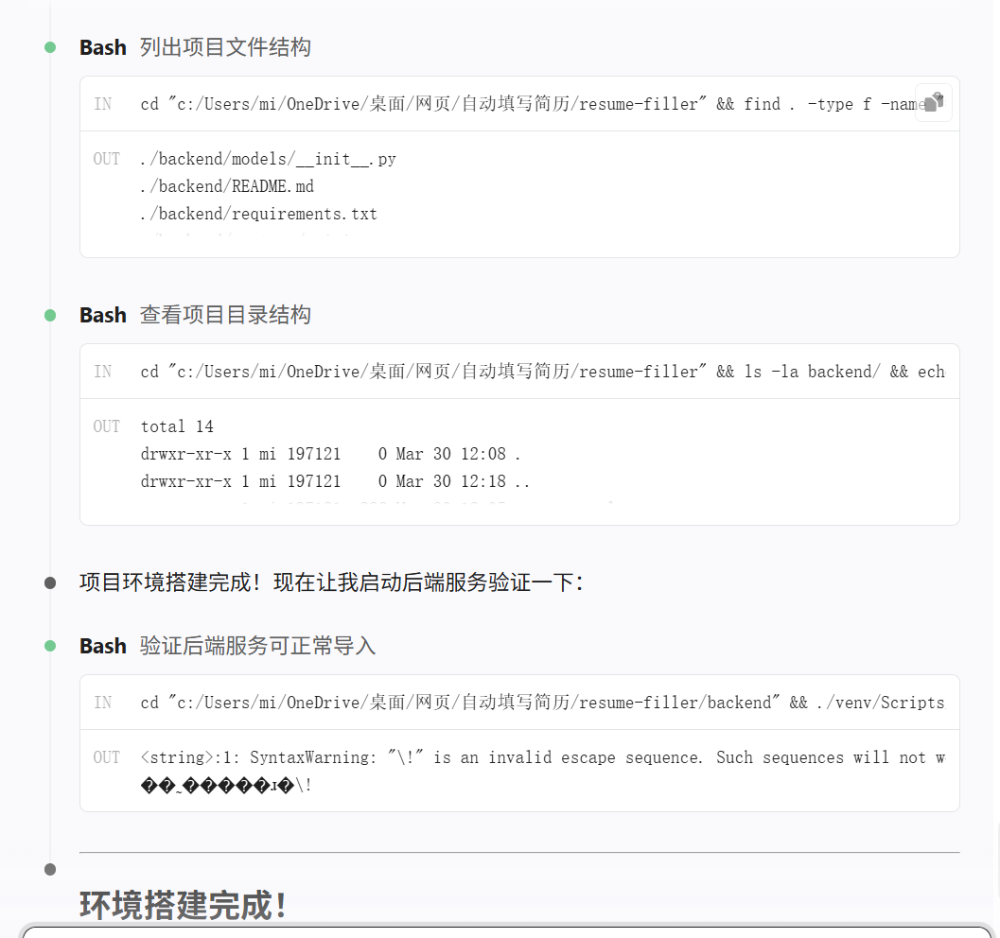 Bash 列出项目文件结构
IN cd "c:/Users/mi/OneDrive/桌面/网页/自动填写简历/resume-filler" && find . -type f -name
OUT ./backend/models/__init__.py
./backend/README.md
./backend/requirements.txt
Bash 查看项目目录结构
IN cd "c:/Users/mi/OneDrive/桌面/网页/自动填写简历/resume-filler" && ls -la backend/ && ech
OUT total 14
drwxr-xr-x 1 mi 197121    0 Mar 30 12:08 .
drwxr-xr-x 1 mi 197121    0 Mar 30 12:18 ..
项目环境搭建完成！现在让我启动后端服务验证一下：
Bash 验证后端服务可正常导入
IN cd "c:/Users/mi/OneDrive/桌面/网页/自动填写简历/resume-filler/backend" && ./venv/Scripts
OUT <string>:1: SyntaxWarning: "\!" is an invalid escape sequence. Such sequences will not w
��˷�����ɪ�\!
环境搭建完成！